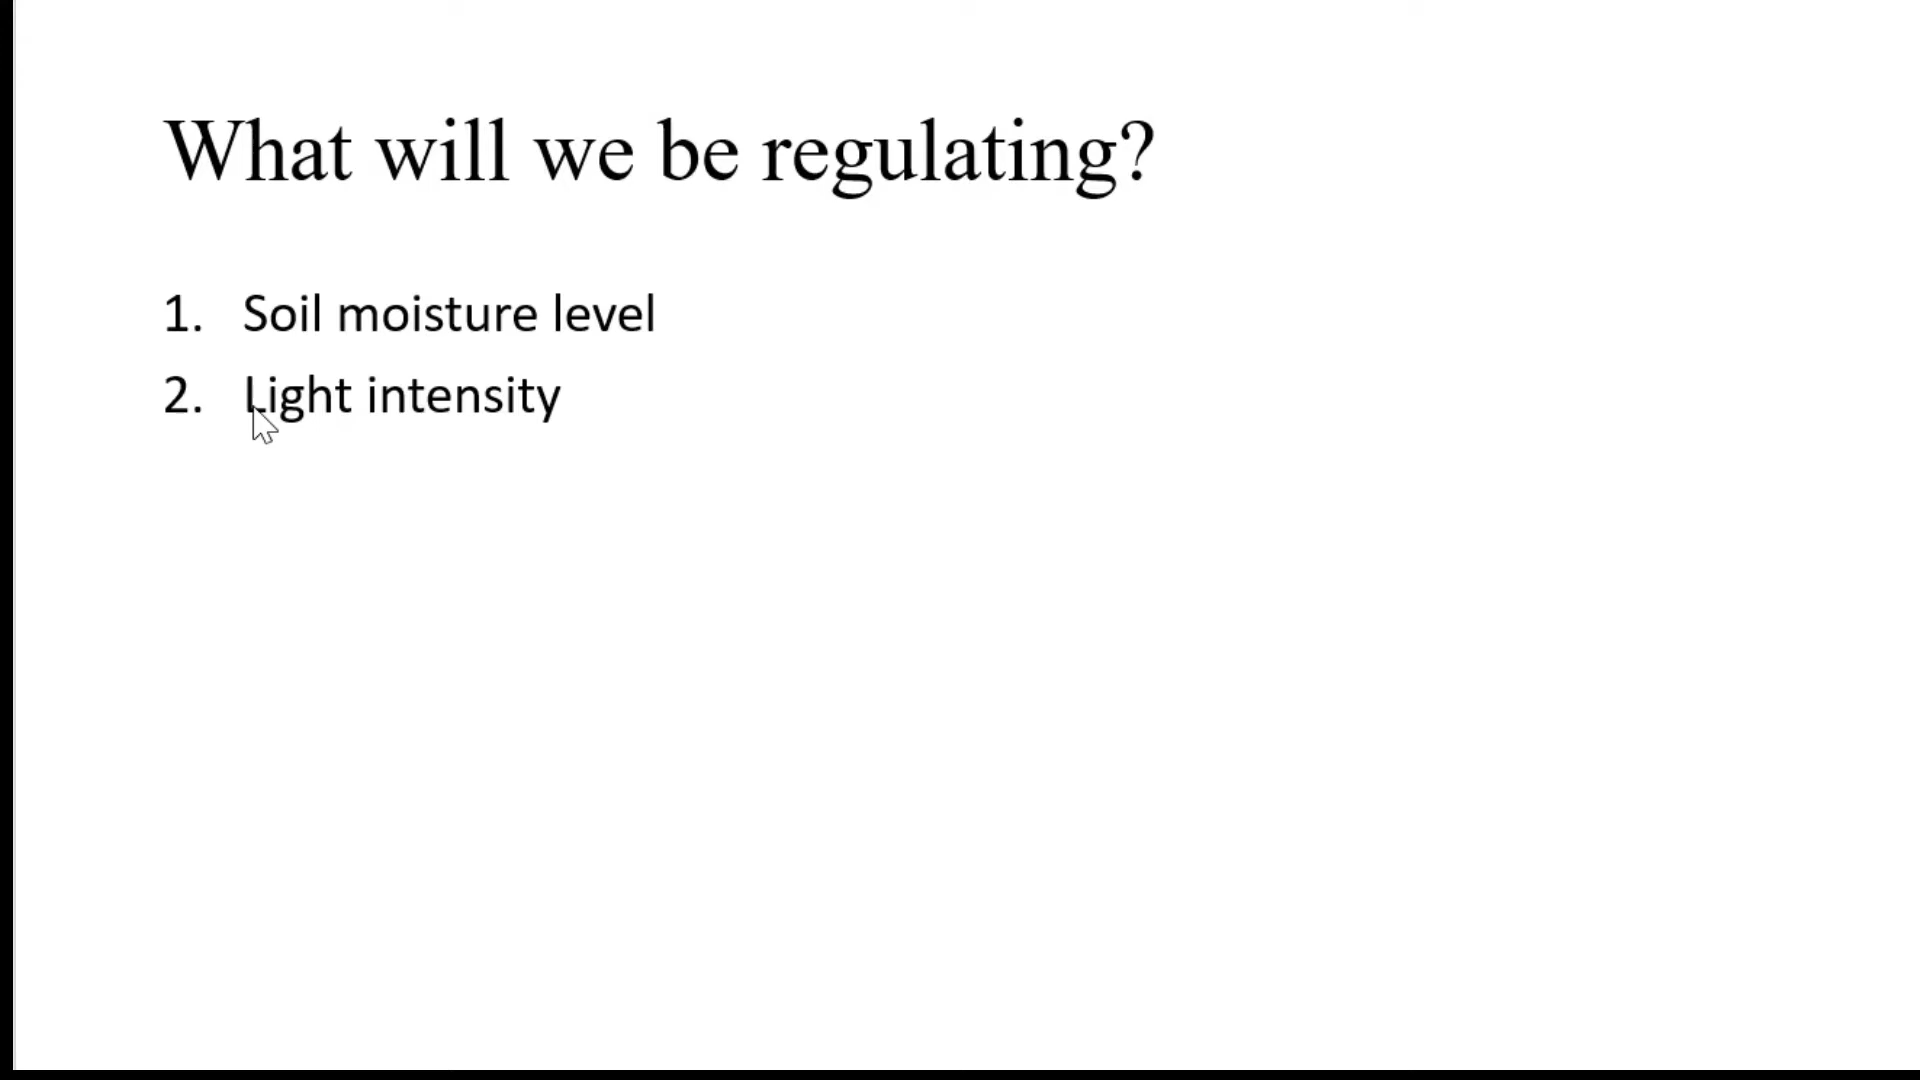 What will we be regulating?
1. Soil moisture level
2. Light intensity